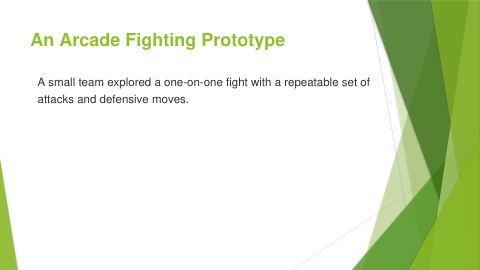 An Arcade Fighting Prototype
A small team explored a one-on-one fight with a repeatable set of
attacks and defensive moves.